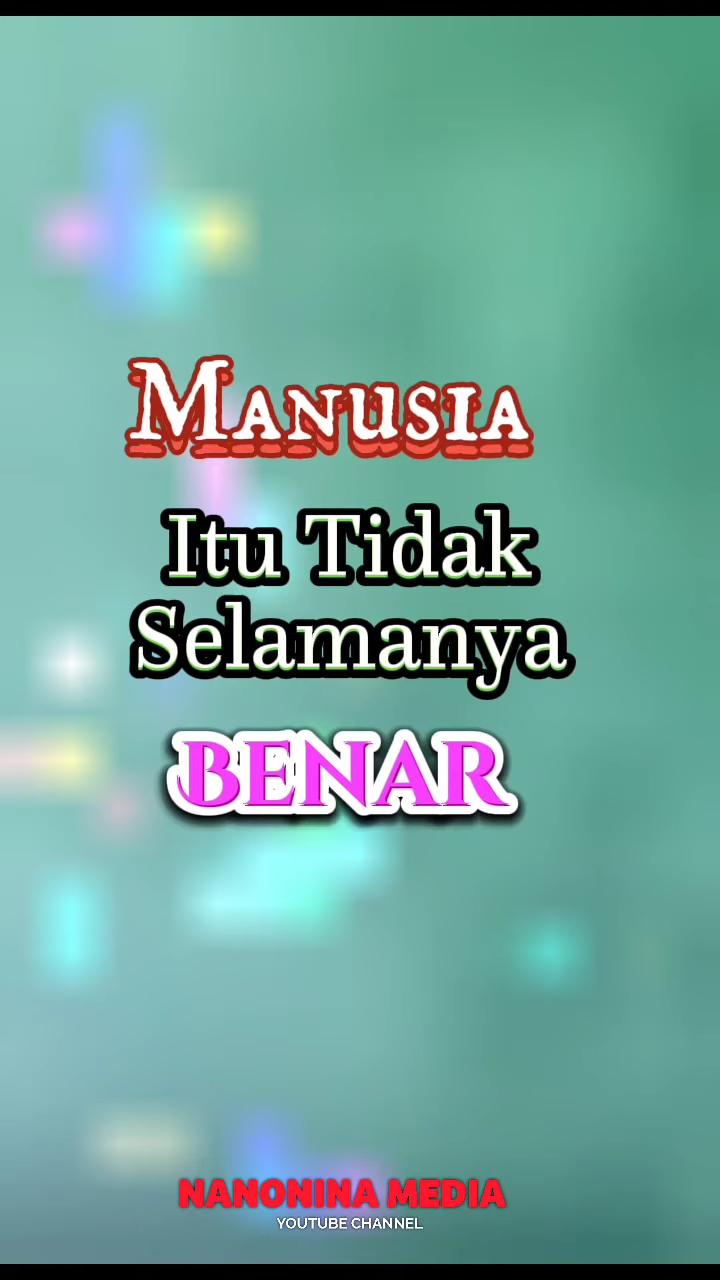 Manusia
Itu Tidak
Selamanya
BENAR
NANONINA MEDIA
YOUTUBE CHANNEL